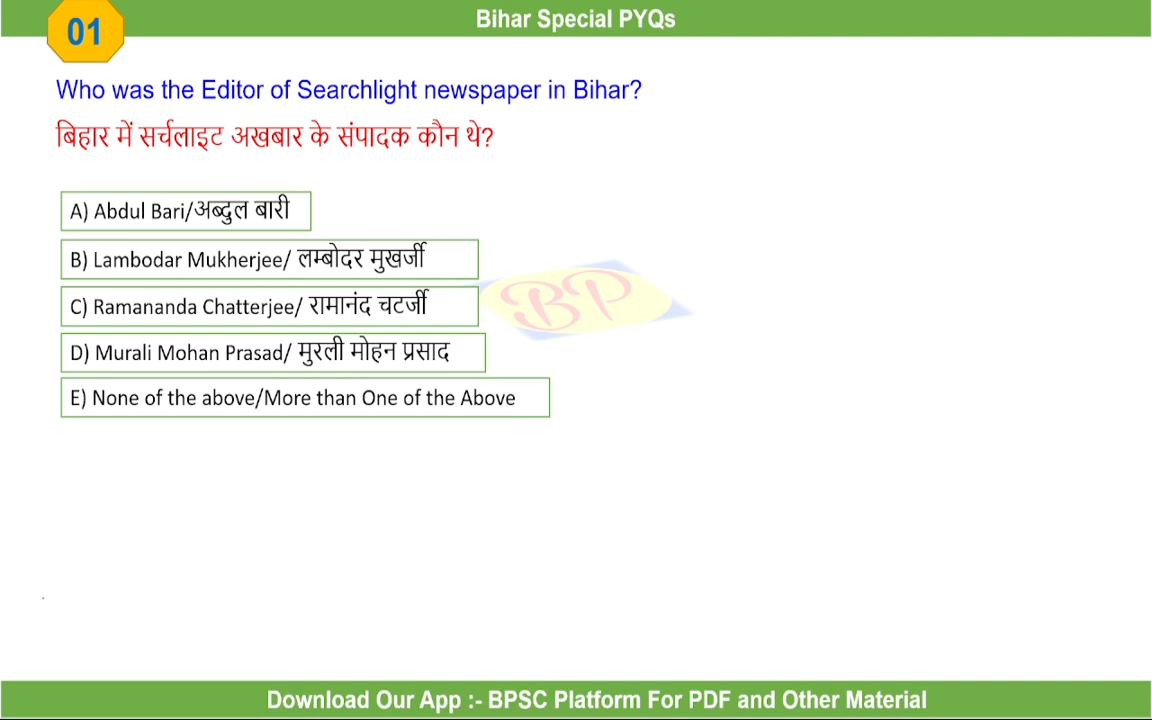 Bihar Special PYQs
01
Who was the Editor of Searchlight newspaper in Bihar?
बिहार में सर्चलाइट अखबार के संपादक कौन थे?
A) Abdul Bari/अब्दुल बारी
B) Lambodar Mukherjee/ लम्बोदर मुखर्जी
C) Ramananda Chatterjee/ रामानंद चटर्जी
BP
D) Murali Mohan Prasad/ मुरली मोहन प्रसाद
E) None of the above/More than One of the Above
Download Our App :- BPSC Platform For PDF and Other Material